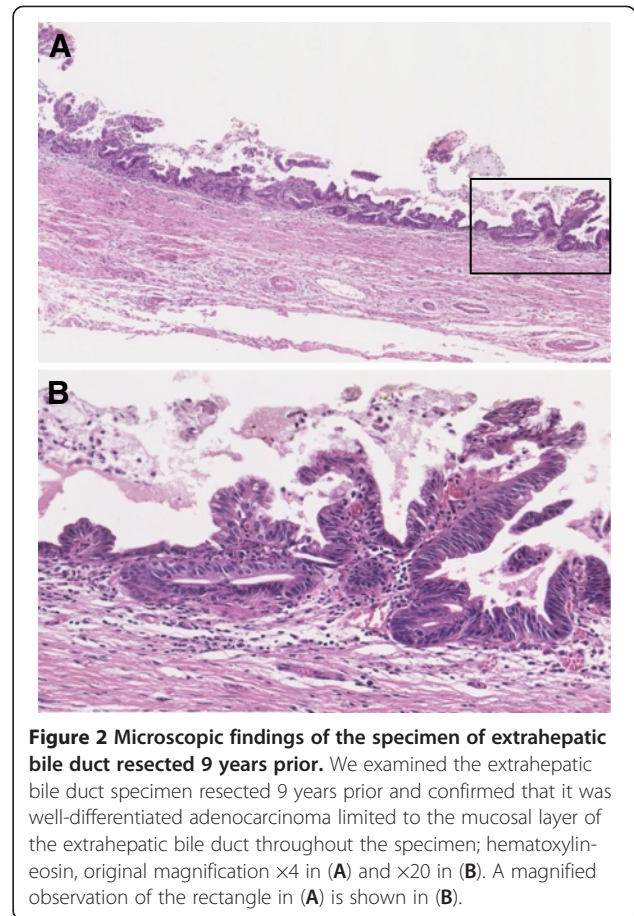 A
B
Figure 2 Microscopic findings of the specimen of extrahepatic
bile duct resected 9 years prior. We examined the extrahepatic
bile duct specimen resected 9 years prior and confirmed that it was
well-differentiated adenocarcinoma limited to the mucosal layer of
the extrahepatic bile duct throughout the specimen; hematoxylin-
eosin, original magnification ×4 in (A) and ×20 in (B). A magnified
observation of the rectangle in (A) is shown in (B).